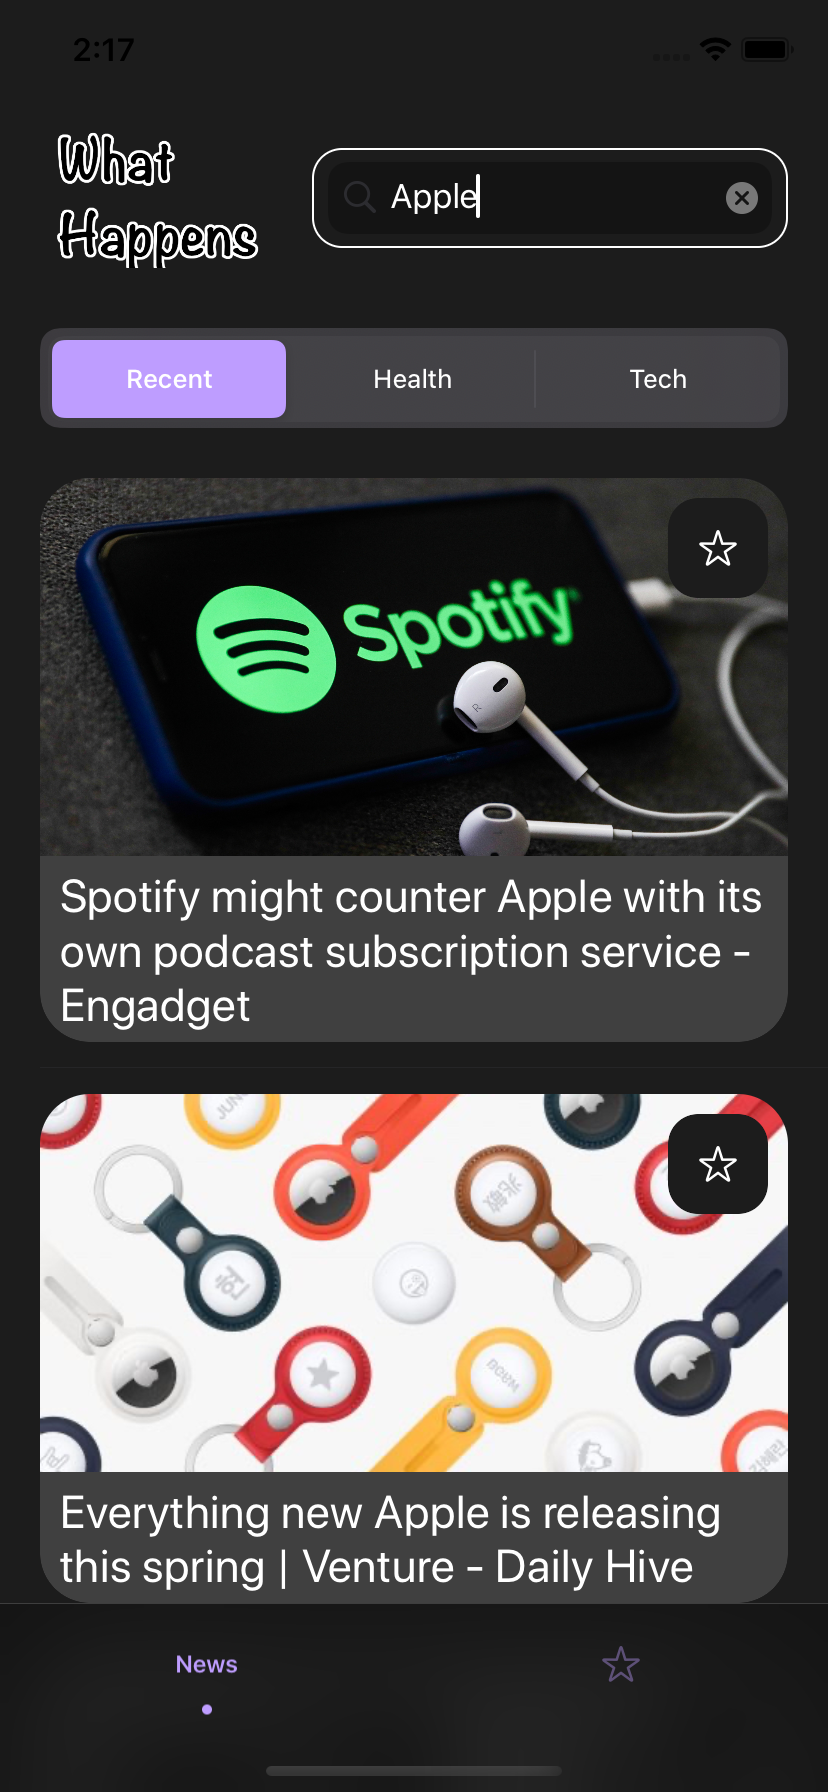 2:17
What
Happens
Apple
Recent
Health
Tech
Spotify
R
Spotify might counter Apple with its
own podcast subscription service -
Engadget
Everything new Apple is releasing
this spring | Venture - Daily Hive
News